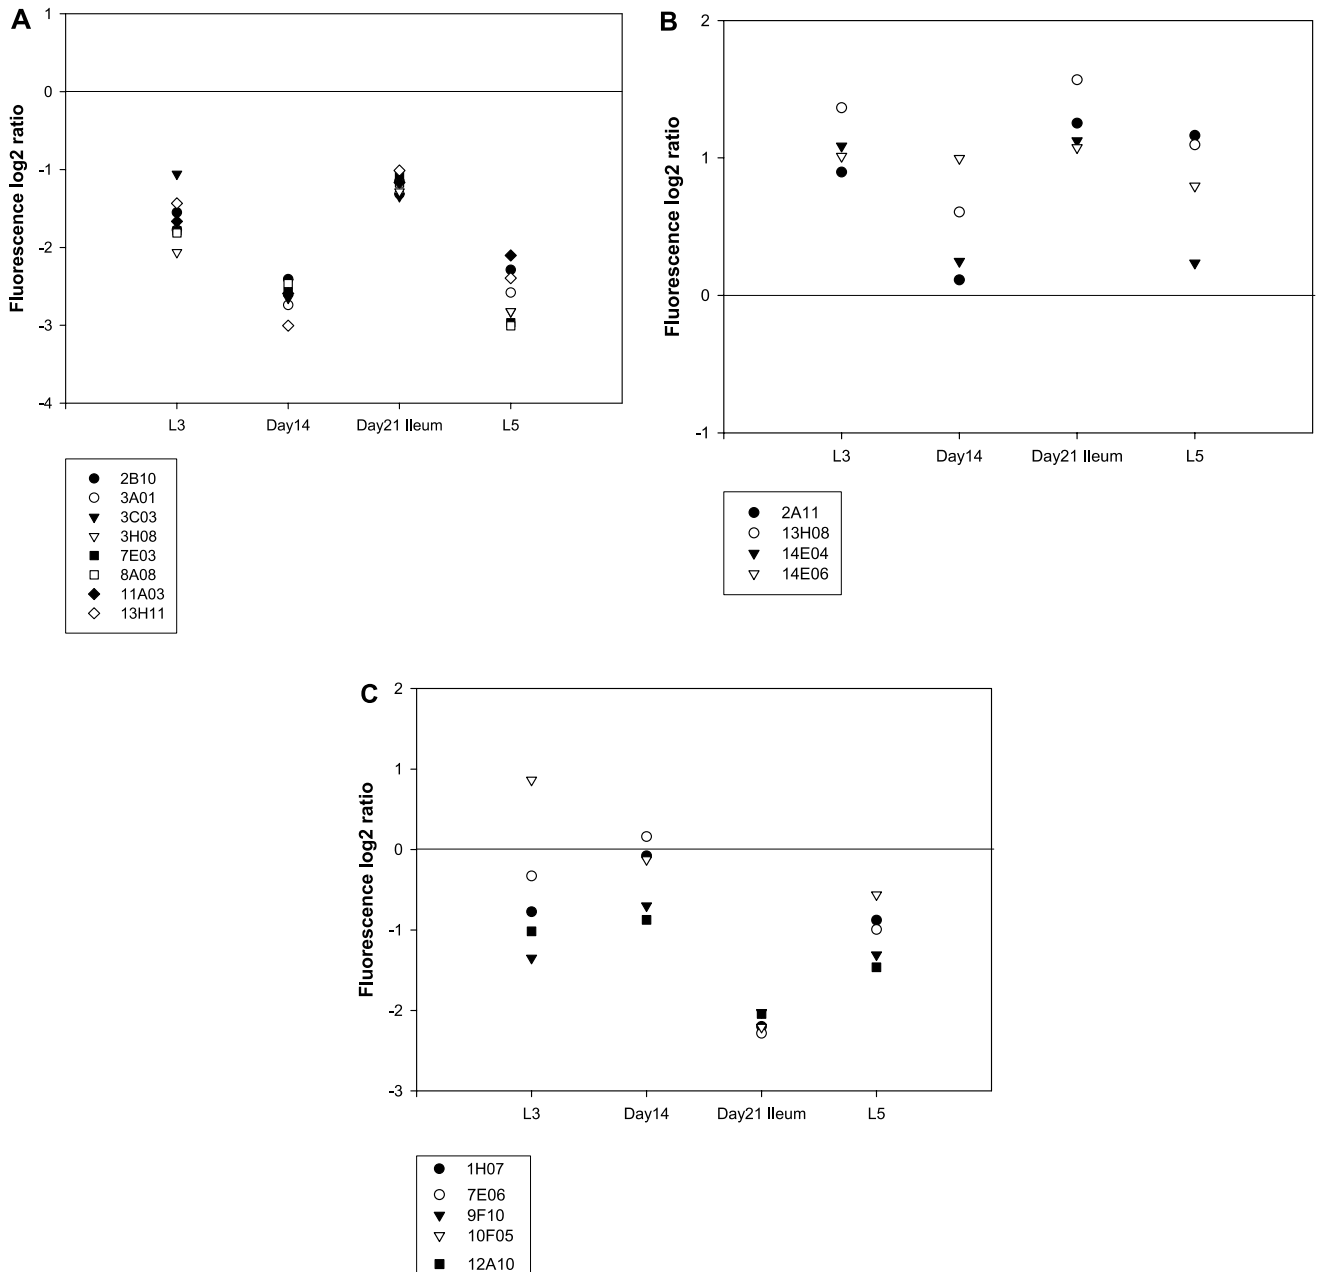 A
Fluorescence log2 ratio
1
0
-1
-2
-3
-4
L3 Day14 Day21 Ileum L5
2B10
3A01
3C03
3H08
7E03
8A08
11A03
13H11
B
Fluorescence log2 ratio
2
1
0
-1
L3 Day14 Day21 Ileum L5
2A11
13H08
14E04
14E06
C
Fluorescence log2 ratio
2
1
0
-1
-2
-3
L3 Day14 Day21 Ileum L5
1H07
7E06
9F10
10F05
12A10